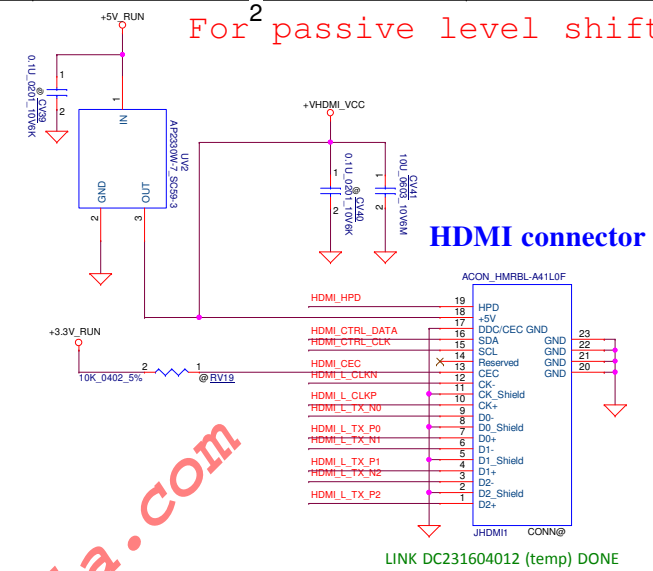 2
For passive level shift
+5V_RUN
0.1U_0201_10V6K
@ CV39
1
2
1
IN
UV2
AP2330W-7_SC59-3
GND
OUT
2
3
+VHDMI_VCC
1
2
0.1U_0201_10V6K
@ CV40
1
2
10U_0603_10V6M
CV41
HDMI connector
ACON_HMRBL-A41L0F
HDMI_HPD 19 HPD
18 +5V
17 DDC/CEC GND
HDMI_CTRL_DATA 16 SDA GND 23
HDMI_CTRL_CLK 15 SCL GND 22
14 Reserved GND 21
HDMI_CEC 13 CEC GND 20
HDMI_L_CLKN 12 CK-
11 CK_Shield
HDMI_L_CLKP 10 CK+
HDMI_L_TX_N0 9 D0-
8 D0_Shield
HDMI_L_TX_P0 7 D0+
HDMI_L_TX_N1 6 D1-
5 D1_Shield
HDMI_L_TX_P1 4 D1+
HDMI_L_TX_N2 3 D2-
2 D2_Shield
HDMI_L_TX_P2 1 D2+
+3.3V_RUN
2 1
10K_0402_5% @ RV19
JHDMI1 CONN@
LINK DC231604012 (temp) DONE
a.com